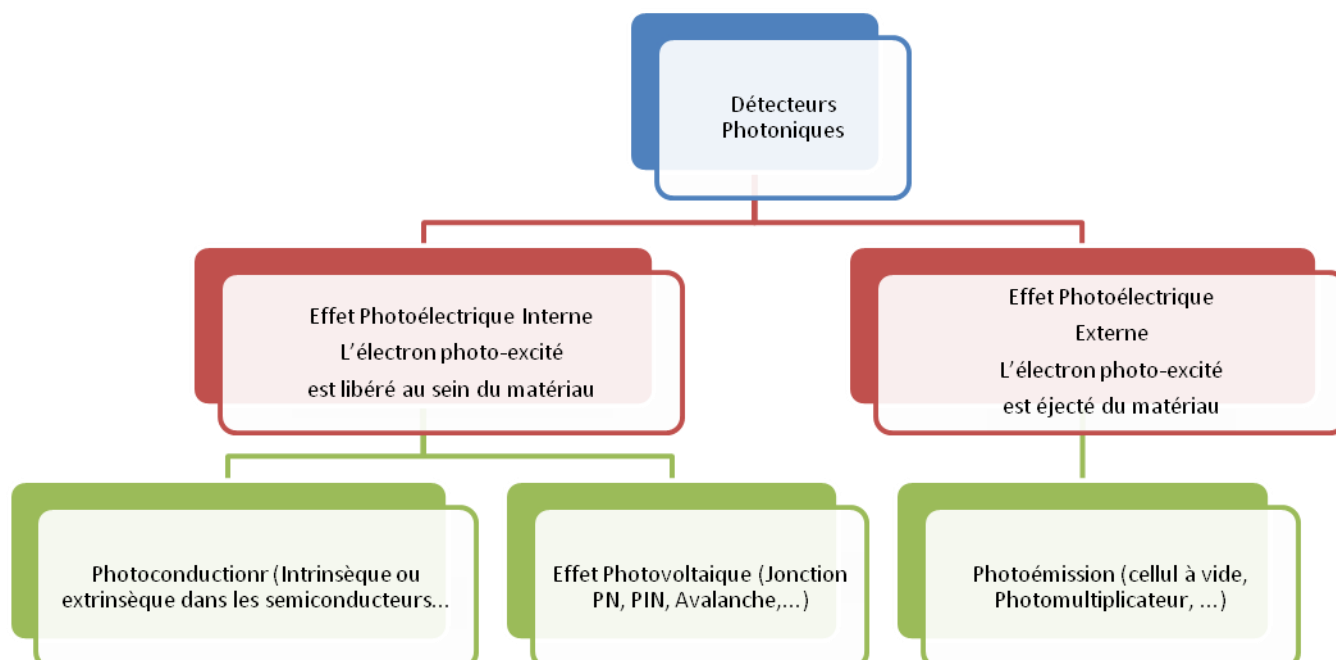 Détecteurs
Photoniques
Effet Photoélectrique Interne
L'électron photo-excité
est libéré au sein du matériau
Effet Photoélectrique
Externe
L'électron photo-excité
est éjecté du matériau
Photoconductionr (Intrinsèque ou
extrinsèque dans les semiconducteurs...
Effet Photovoltaique (Jonction
PN, PIN, Avalanche,...)
Photoémission (cellul à vide,
Photomultiplicateur, ...)